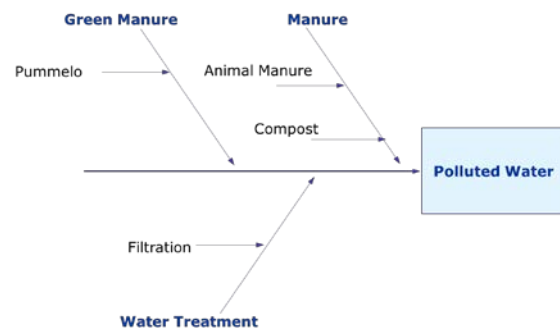 Green Manure
Manure
Pummelo
Animal Manure
Compost
Polluted Water
Filtration
Water Treatment